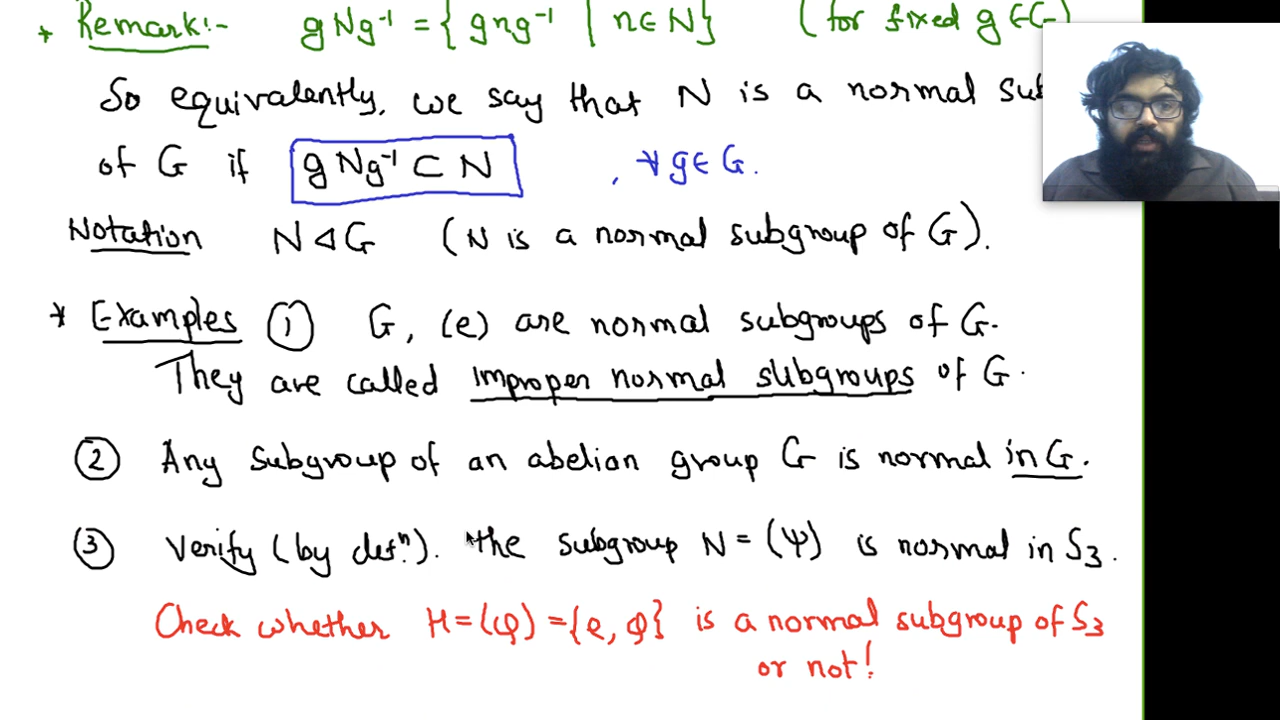 * Remark:- gNg⁻¹ = { gng⁻¹ | n∈N } (for fixed g∈G)
So equivalently, we say that N is a normal sub
of G if gNg⁻¹ ⊂ N , ∀ g∈ G.
Notation N ⊲ G (N is a normal subgroup of G).
* Examples ① G, (e) are normal subgroups of G.
They are called improper normal subgroups of G.
② Any subgroup of an abelian group G is normal in G.
③ Verify (by defⁿ). the subgroup N = (Ψ) is normal in S₃.
Check whether H = (φ) = {e, φ} is a normal subgroup of S₃
or not!